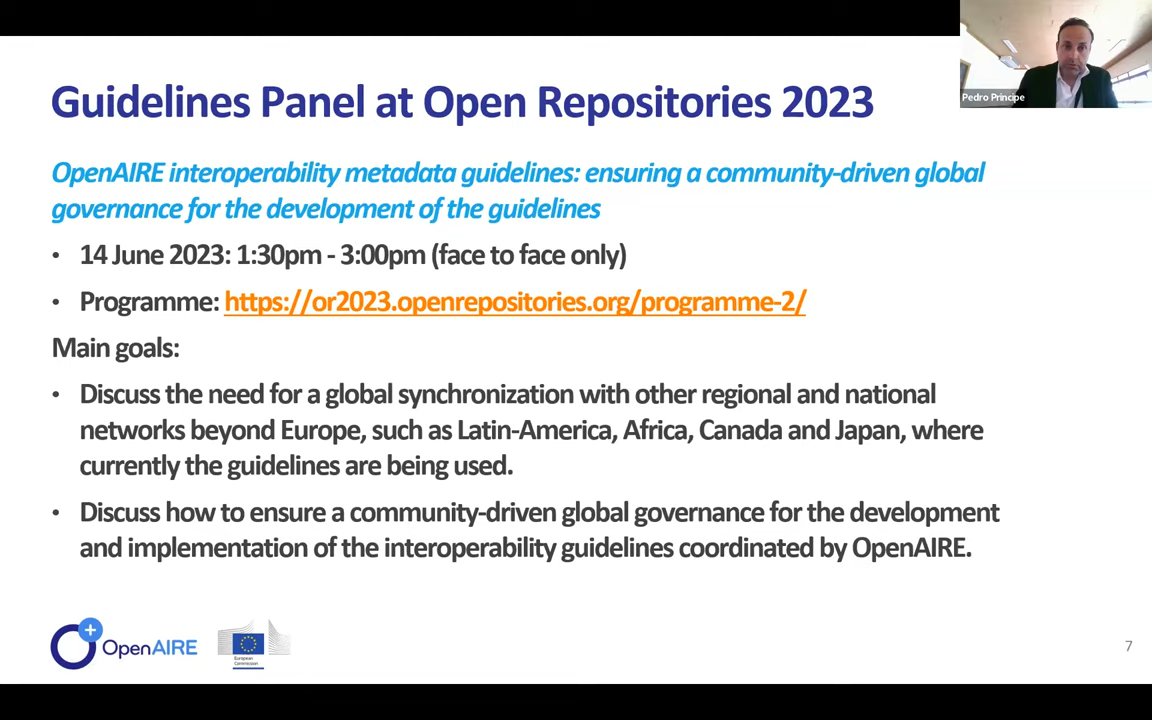 Guidelines Panel at Open Repositories 2023
Pedro Príncipe
OpenAIRE interoperability metadata guidelines: ensuring a community-driven global
governance for the development of the guidelines
• 14 June 2023: 1:30pm - 3:00pm (face to face only)
• Programme: https://or2023.openrepositories.org/programme-2/
Main goals:
• Discuss the need for a global synchronization with other regional and national
networks beyond Europe, such as Latin-America, Africa, Canada and Japan, where
currently the guidelines are being used.
• Discuss how to ensure a community-driven global governance for the development
and implementation of the interoperability guidelines coordinated by OpenAIRE.
OpenAIRE
European
Commission
7